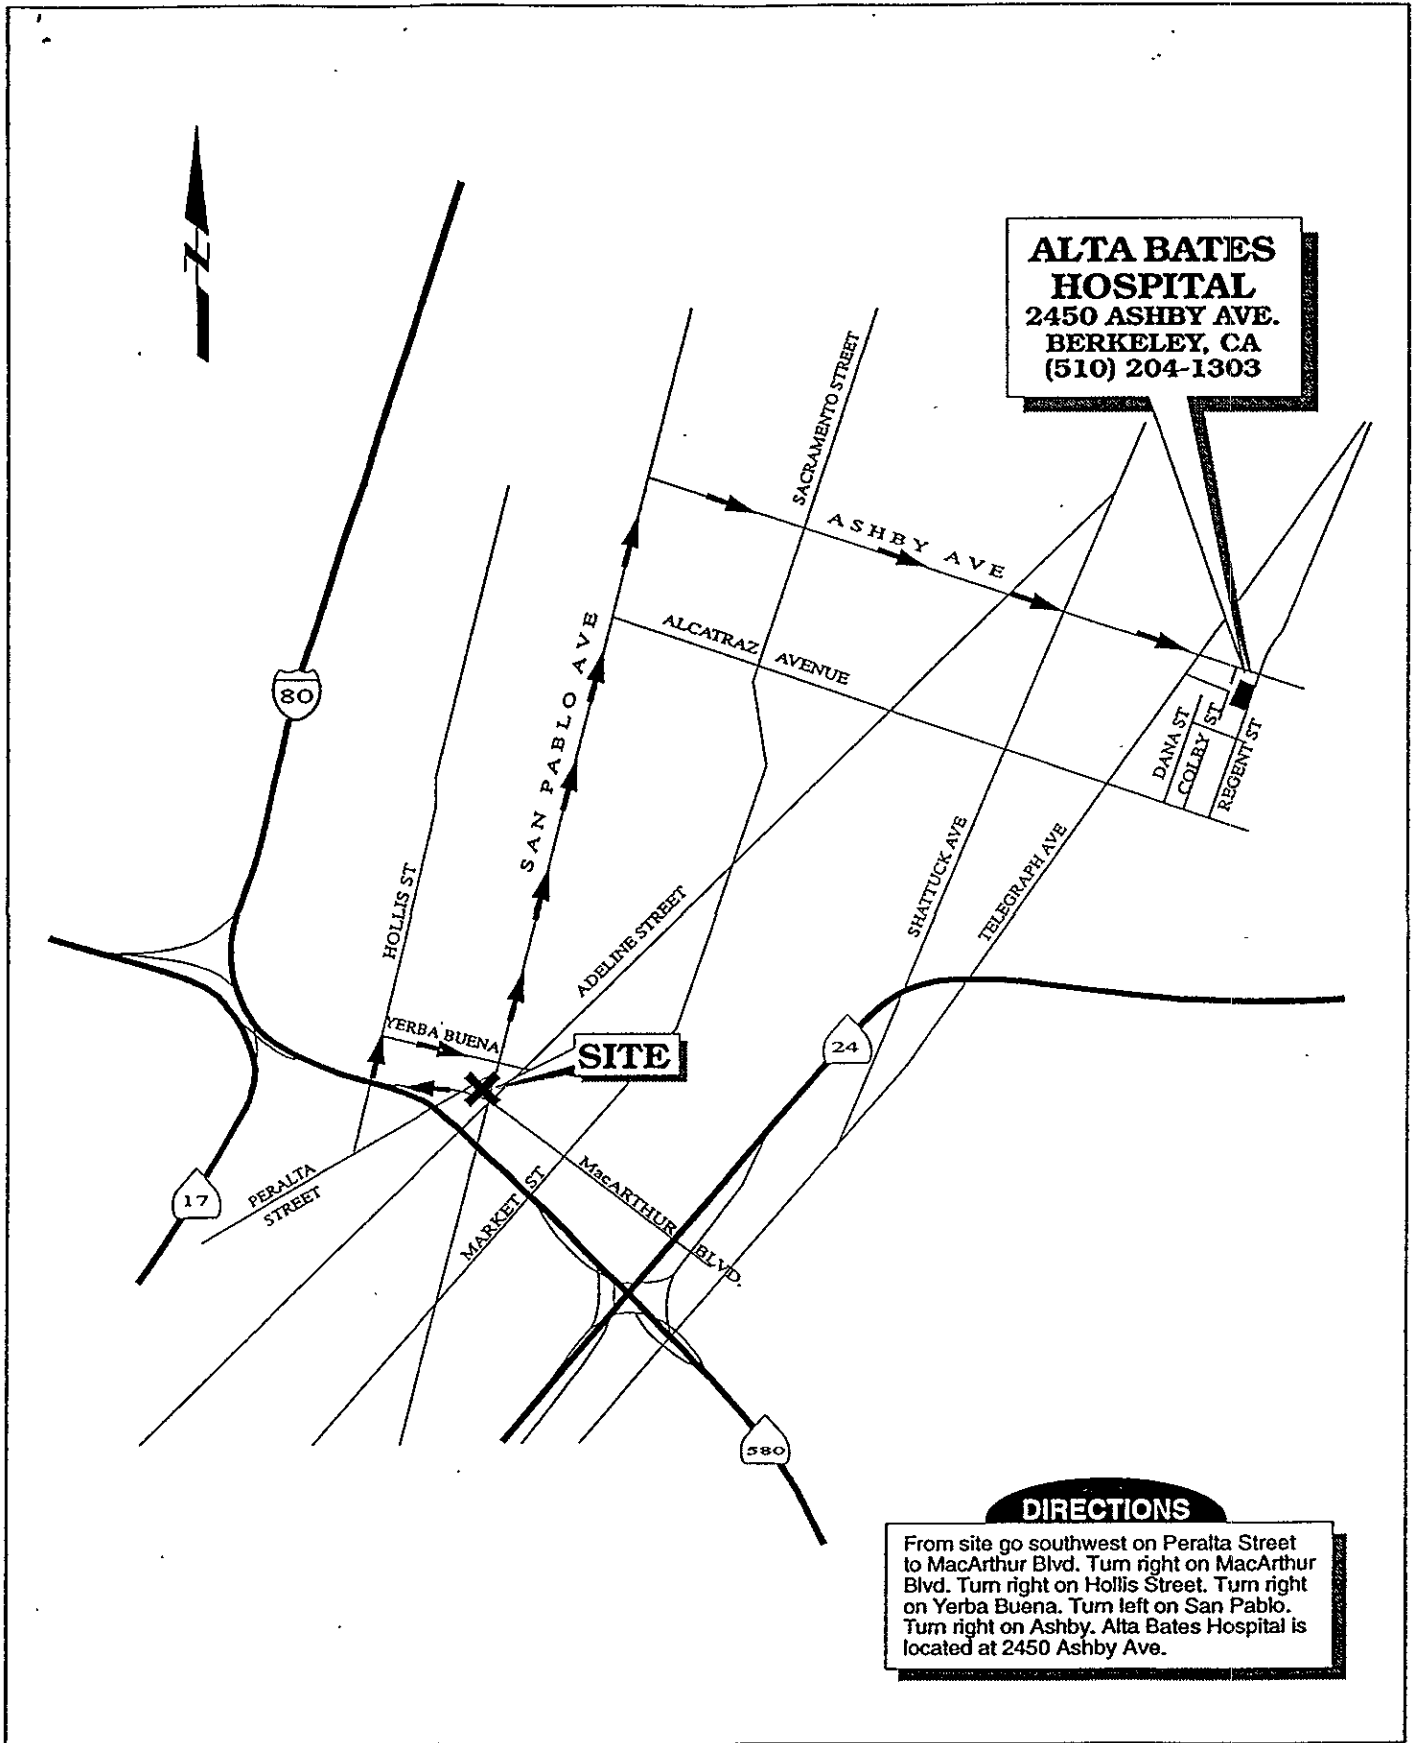 N
ALTA BATES
HOSPITAL
2450 ASHBY AVE.
BERKELEY, CA
(510) 204-1303
SACRAMENTO STREET
ASHBY AVE
ALCATRAZ AVENUE
80
SAN PABLO AVE
DANA ST
COLBY ST
REGENT ST
HOLLIS ST
SHATTUCK AVE
TELEGRAPH AVE
ADELINE STREET
YERBA BUENA
SITE
24
17
PERALTA
STREET
MARKET ST
MacARTHUR BLVD.
580
DIRECTIONS
From site go southwest on Peralta Street
to MacArthur Blvd. Turn right on MacArthur
Blvd. Turn right on Hollis Street. Turn right
on Yerba Buena. Turn left on San Pablo.
Turn right on Ashby. Alta Bates Hospital is
located at 2450 Ashby Ave.